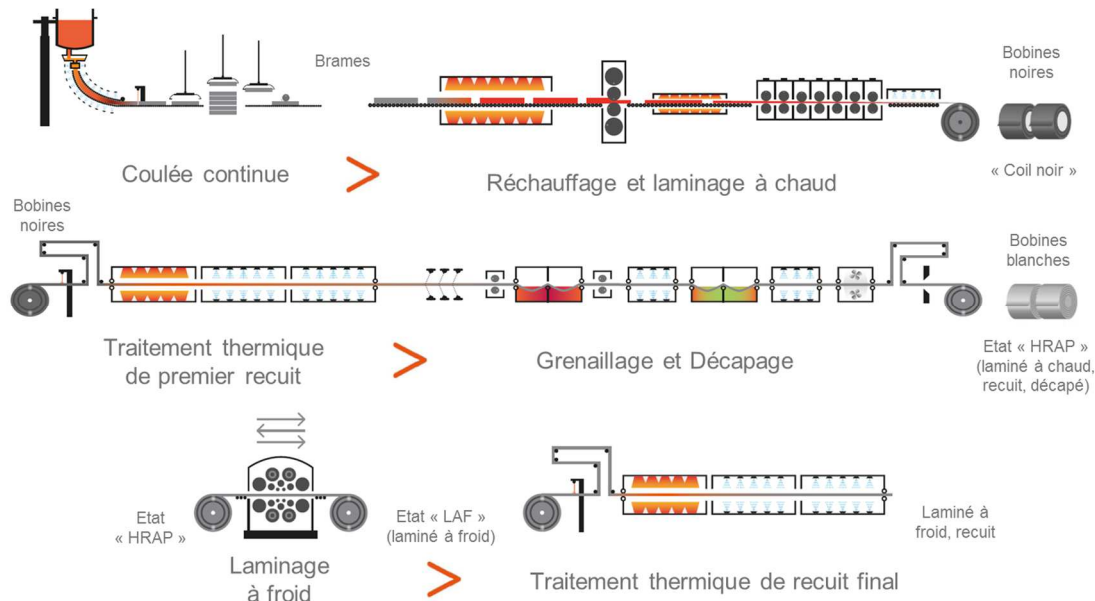 Brames
Bobines
noires
Coulée continue
>
Réchauffage et laminage à chaud
« Coil noir »
Bobines
noires
Bobines
blanches
Traitement thermique
de premier recuit
>
Grenaillage et Décapage
Etat « HRAP »
(laminé à chaud,
recuit, décapé)
Etat
« HRAP »
Etat « LAF »
(laminé à froid)
Laminé à
froid, recuit
Laminage
à froid
>
Traitement thermique de recuit final